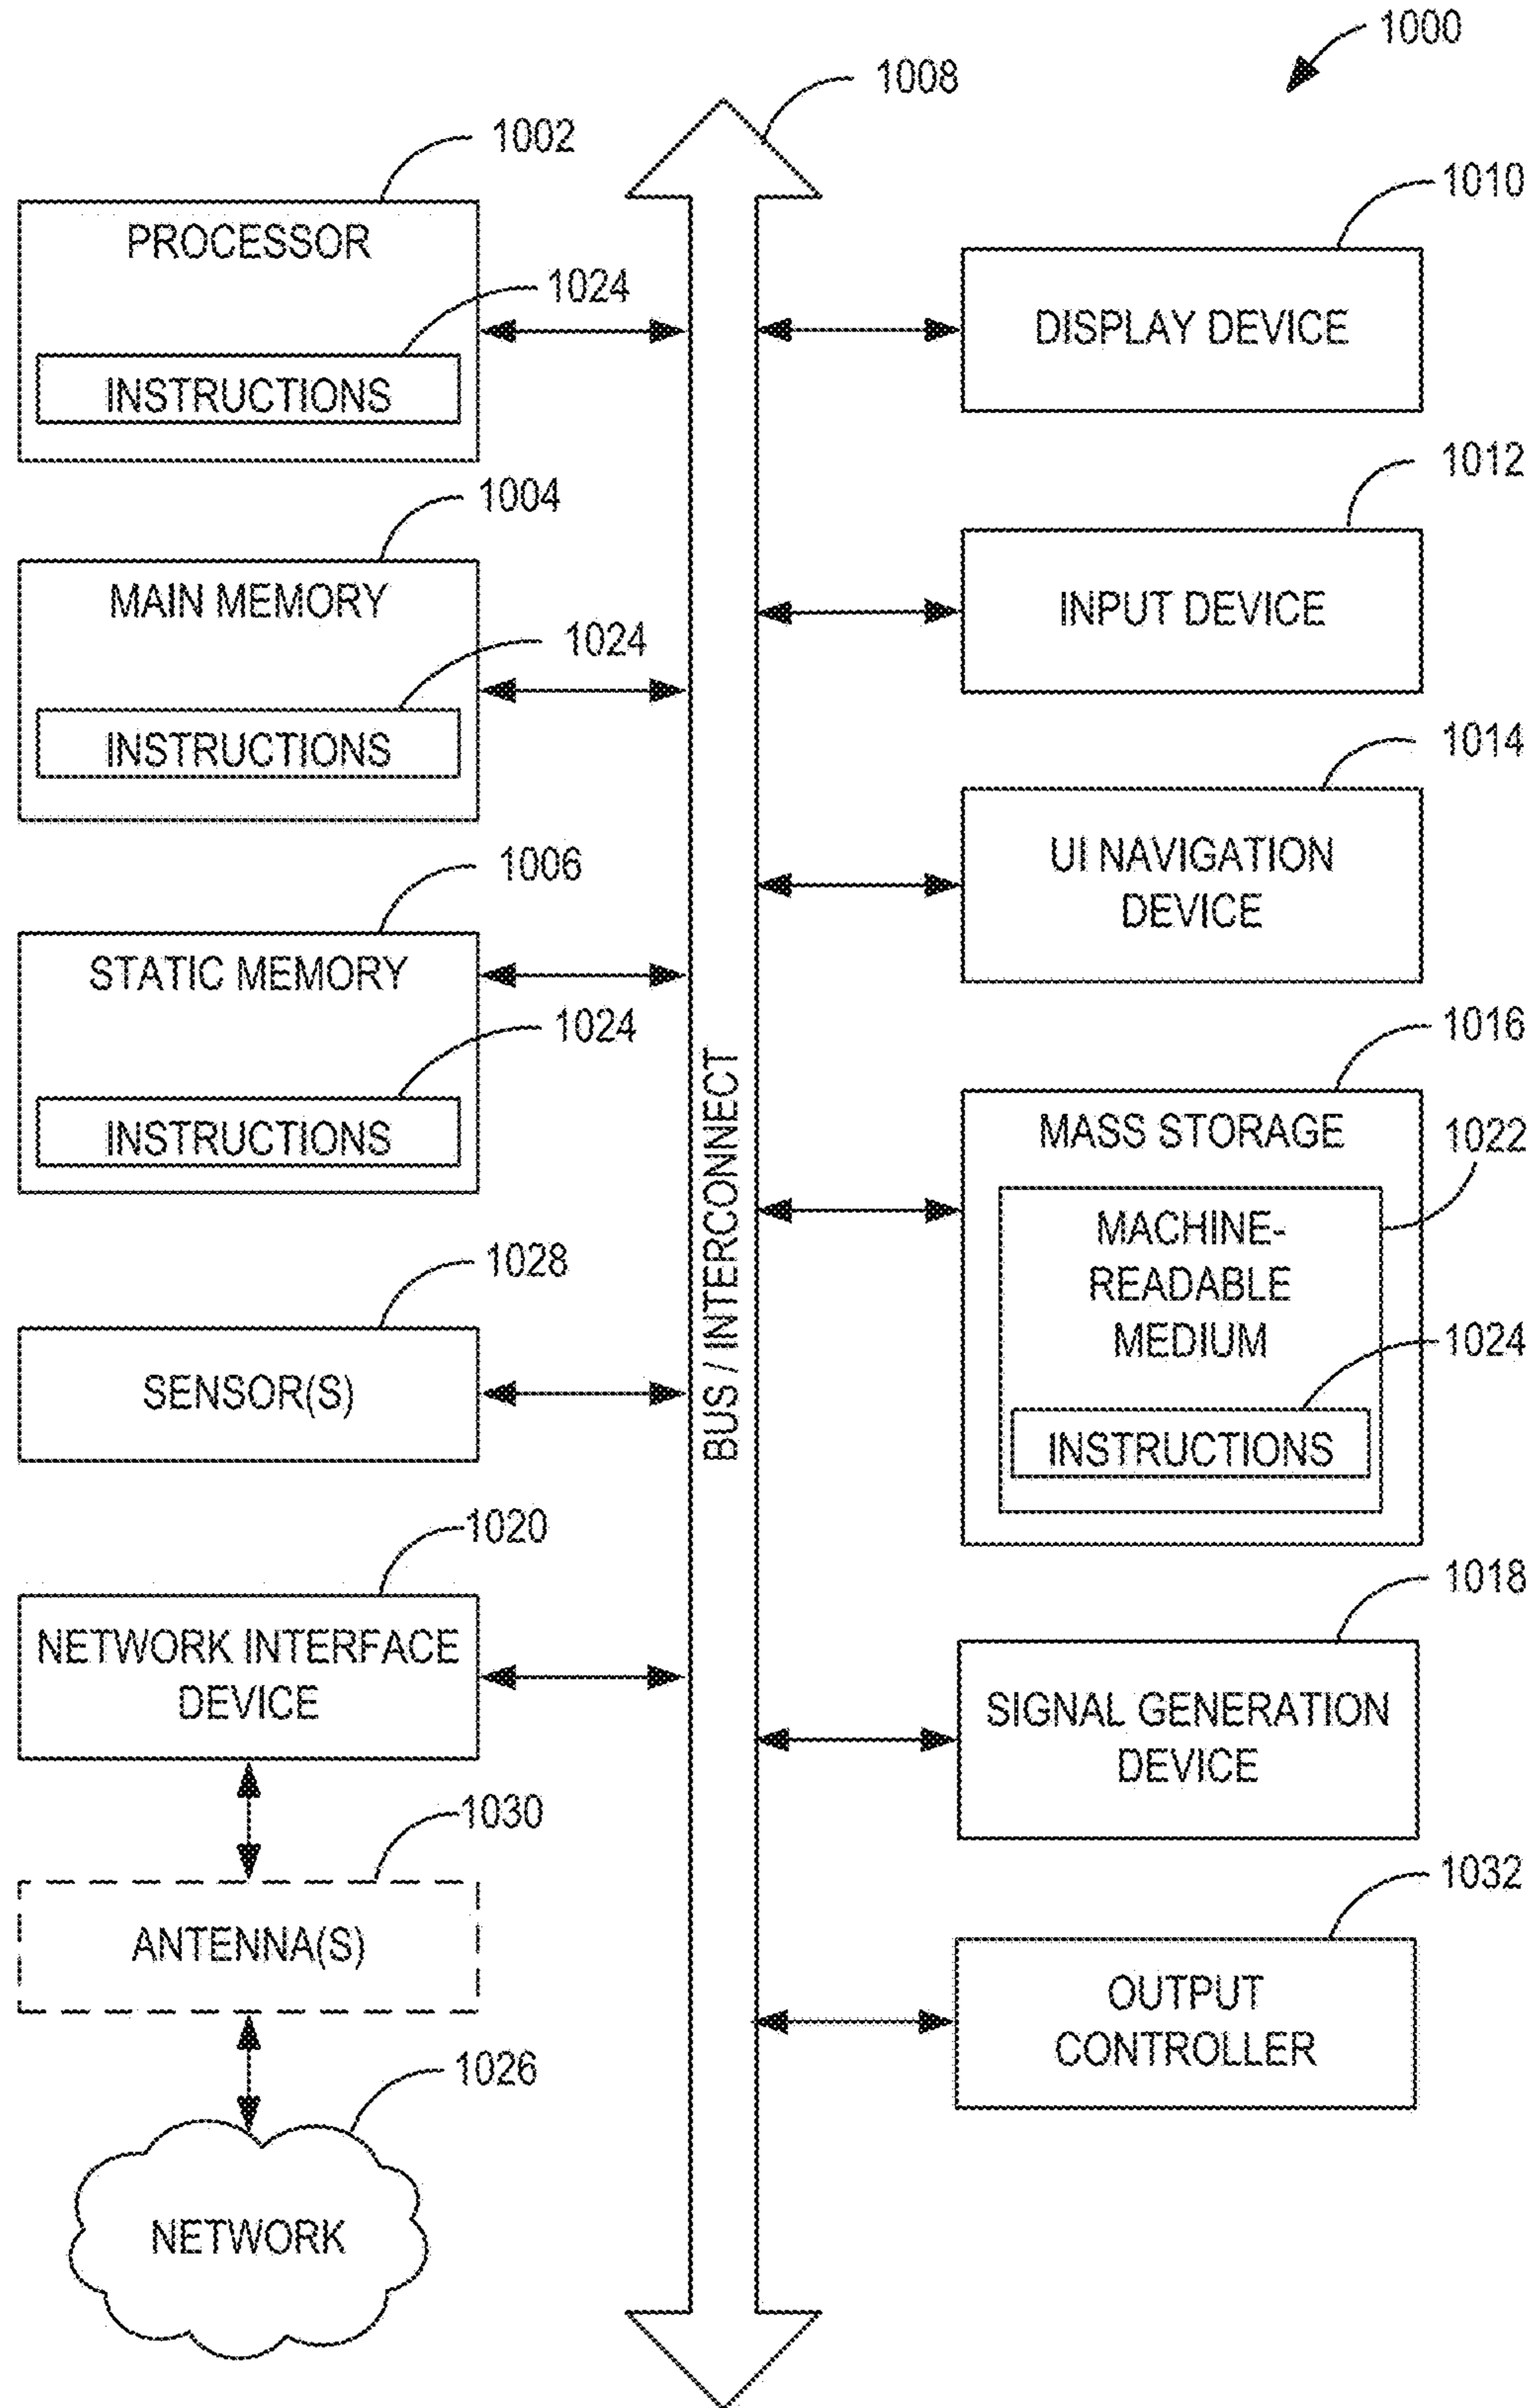 1000
1008
1002
PROCESSOR
1024
INSTRUCTIONS
1004
MAIN MEMORY
1024
INSTRUCTIONS
1006
STATIC MEMORY
1024
INSTRUCTIONS
1028
SENSOR(S)
1020
NETWORK INTERFACE
DEVICE
1030
ANTENNA(S)
1026
NETWORK
BUS / INTERCONNECT
1010
DISPLAY DEVICE
1012
INPUT DEVICE
1014
UI NAVIGATION
DEVICE
1016
MASS STORAGE
1022
MACHINE-
READABLE
MEDIUM
1024
INSTRUCTIONS
1018
SIGNAL GENERATION
DEVICE
1032
OUTPUT
CONTROLLER